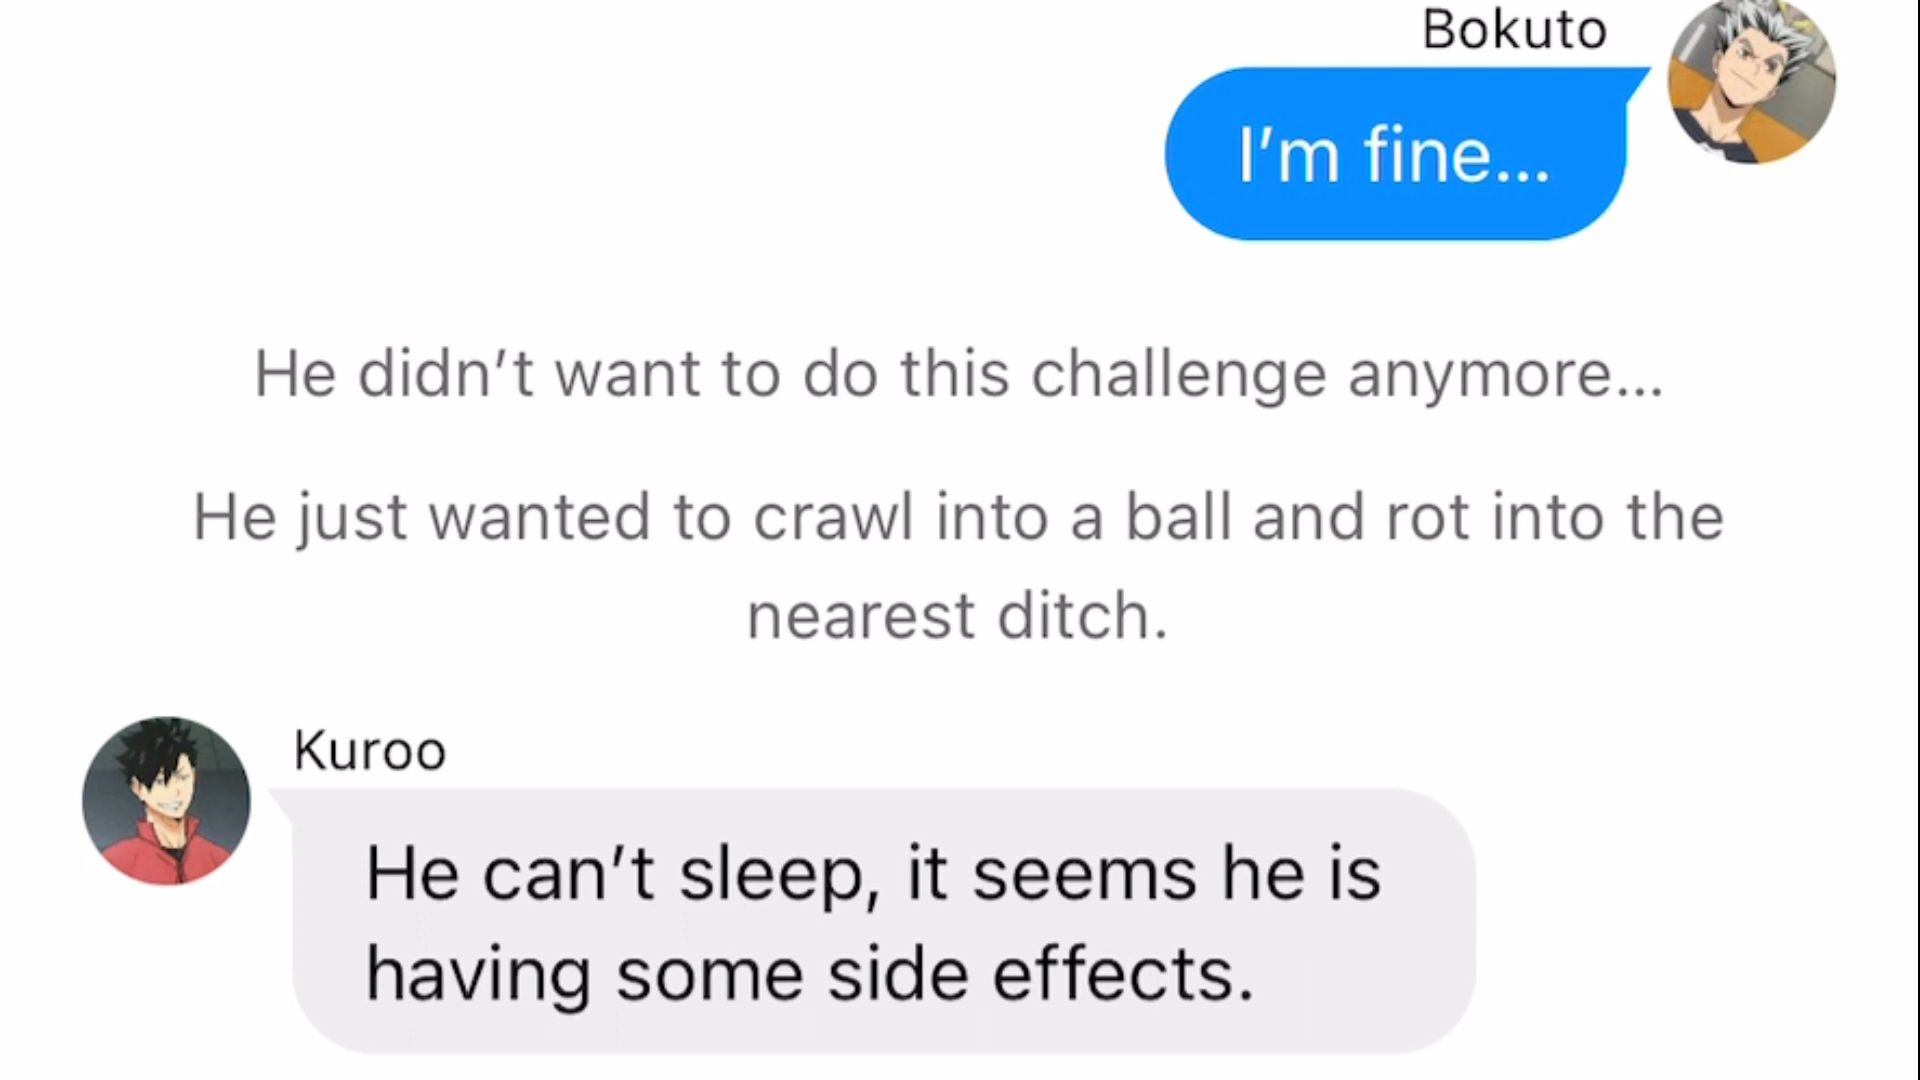 Bokuto
I’m fine...
He didn’t want to do this challenge anymore...
He just wanted to crawl into a ball and rot into the
nearest ditch.
Kuroo
He can’t sleep, it seems he is
having some side effects.